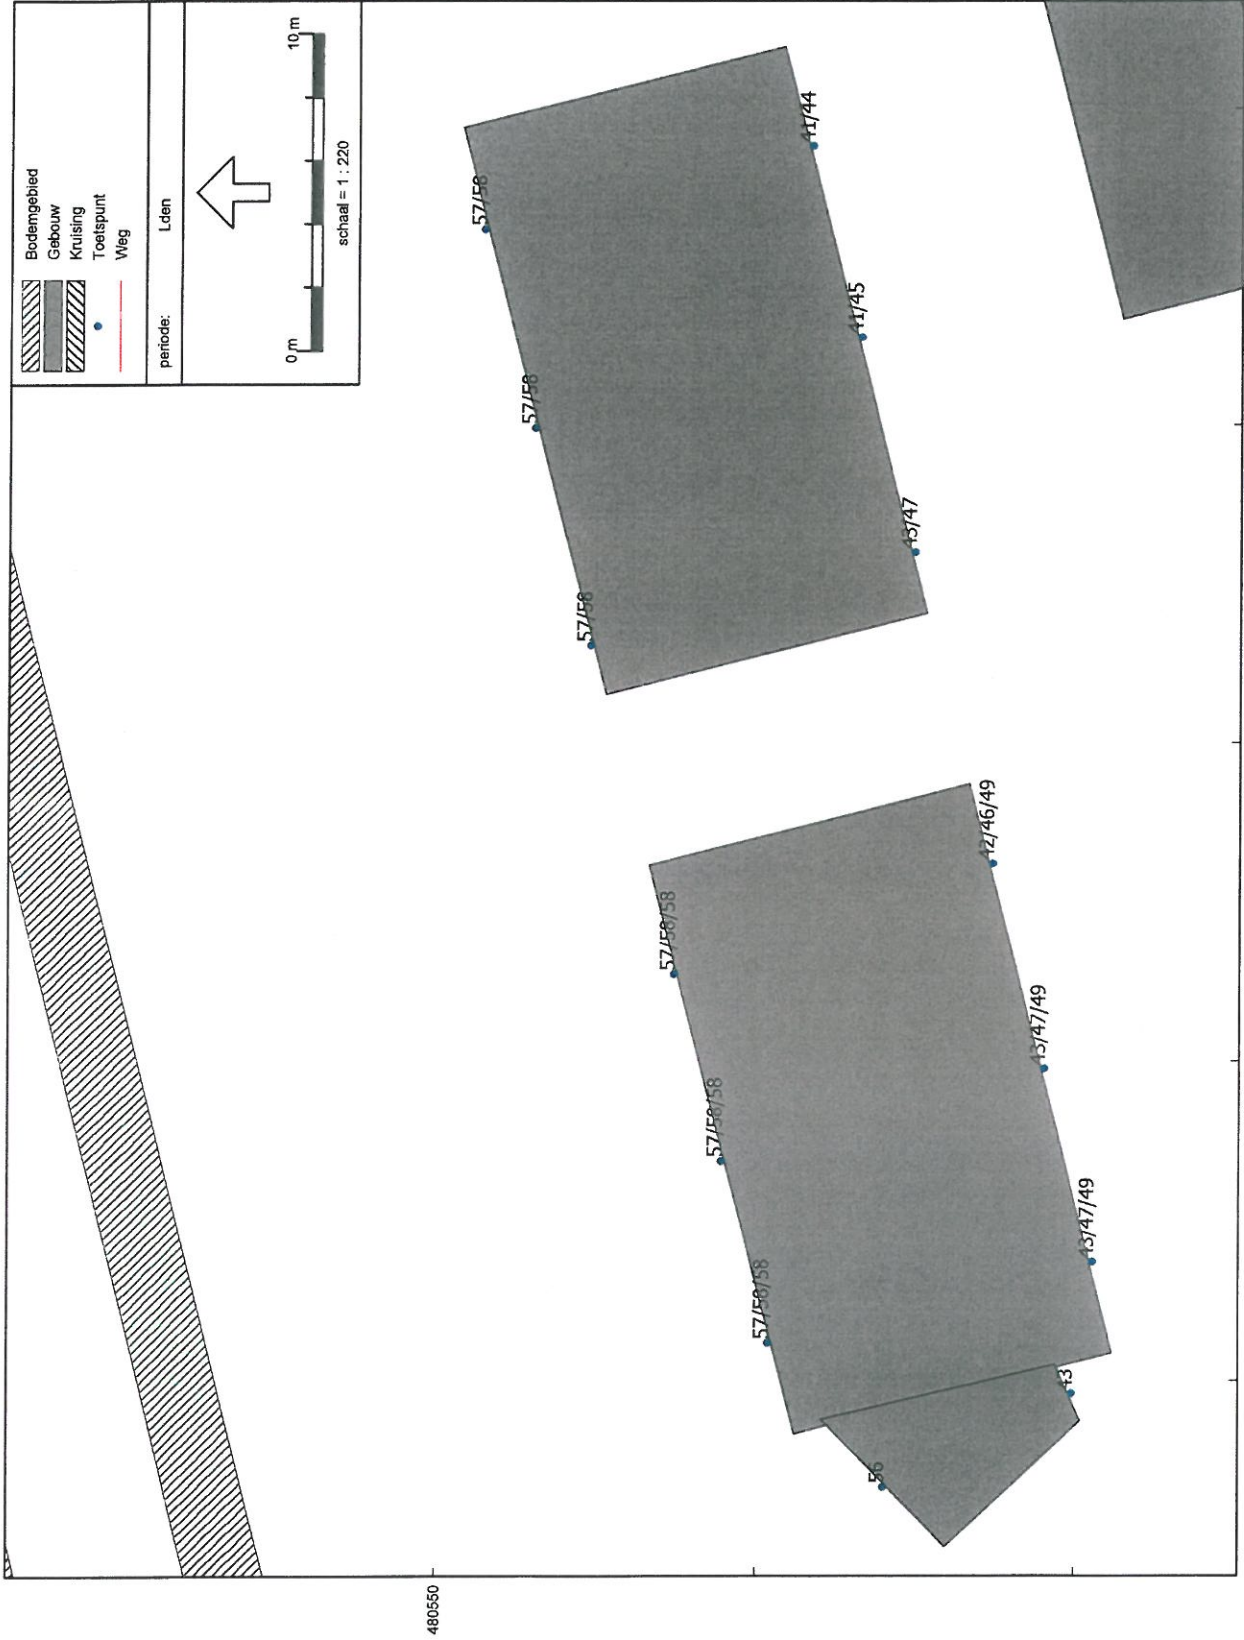 Bodemgebied
Gebouw
Kruising
Toetspunt
Weg
periode: Lden
0 m 10 m
schaal = 1 : 220
57/58
41/44
57/58
41/45
57/58
43/47
57/58/58
42/46/49
57/58/58
43/47/49
57/58/58
43/47/49
56
43
480550